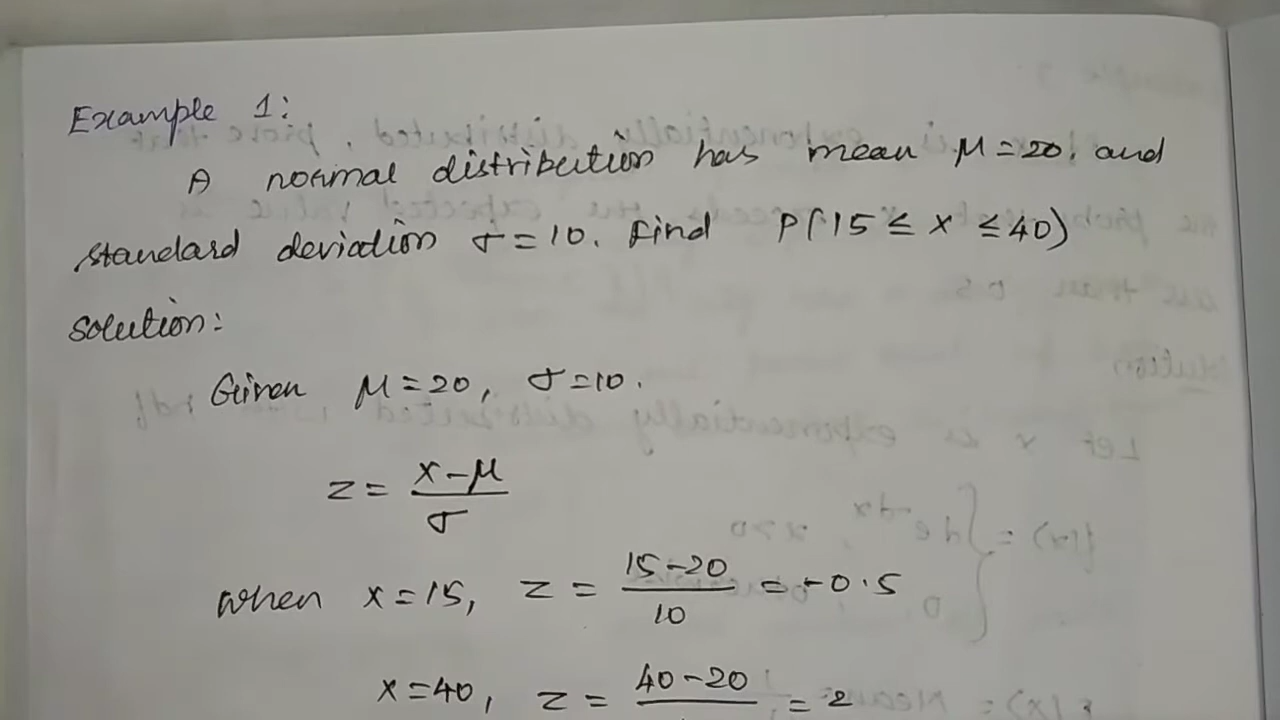 Example 1:
A normal distribution has mean μ=20, and
standard deviation σ=10. Find P(15 ≤ x ≤ 40)
Solution:
Given μ=20, σ=10.
z = (x-μ)/σ
when x=15, z = (15-20)/10 = -0.5
x=40, z = (40-20)/ = 2